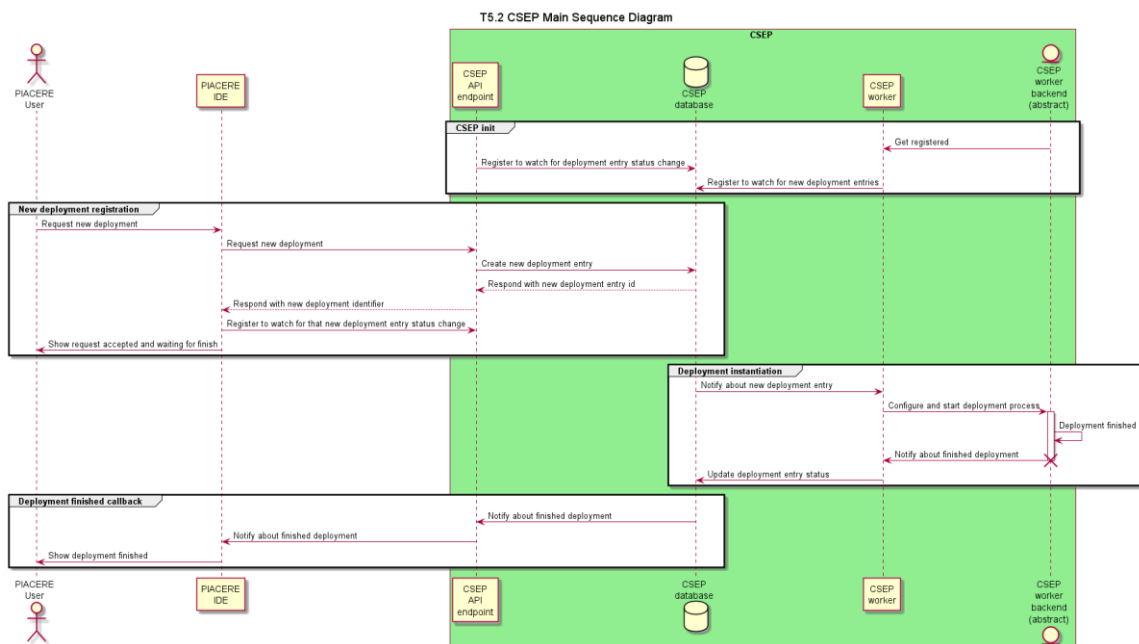 T5.2 CSEP Main Sequence Diagram
CSEP
PIACERE
User
PIACERE
IDE
CSEP
API
endpoint
CSEP
database
CSEP
worker
CSEP
worker
backend
(abstract)
CSEP init
Get registered
Register to watch for deployment entry status change
Register to watch for new deployment entries
New deployment registration
Request new deployment
Request new deployment
Create new deployment entry
Respond with new deployment entry id
Respond with new deployment identifier
Register to watch for that new deployment entry status change
Show request accepted and waiting for finish
Deployment instantiation
Notify about new deployment entry
Configure and start deployment process
Deployment finished
Notify about finished deployment
Update deployment entry status
Deployment finished callback
Notify about finished deployment
Notify about finished deployment
Show deployment finished
PIACERE
User
PIACERE
IDE
CSEP
API
endpoint
CSEP
database
CSEP
worker
CSEP
worker
backend
(abstract)